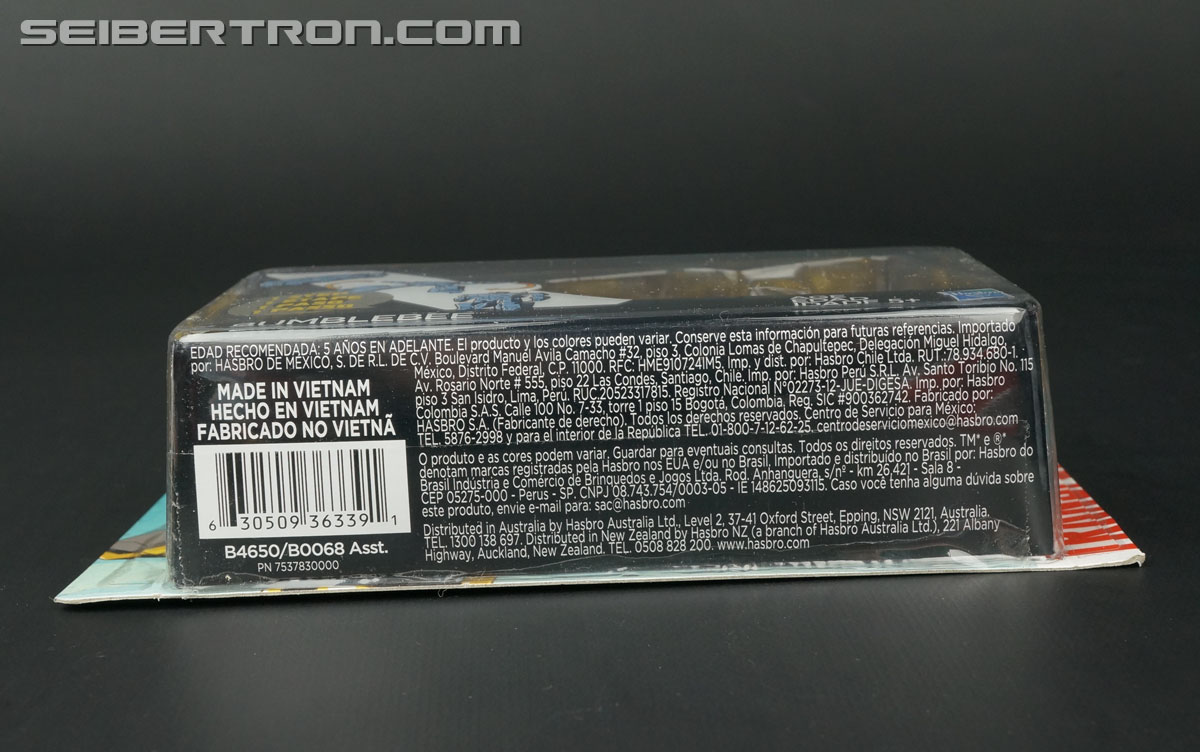 SEIBERTRON.COM
BUMBLEBEE
5+
EDAD RECOMENDADA: 5 AÑOS EN ADELANTE. El producto y los colores pueden variar. Conserve esta información para futuras referencias. Importado
por: HASBRO DE MEXICO, S. DE R.L. DE C.V. Boulevard Manuel Avila Camacho #32, piso 3, Colonia Lomas de Chapultepec, Delegación Miguel Hidalgo,
México, Distrito Federal, C.P. 11000. RFC: HME910724IM5. Imp. y dist. por: Hasbro Chile Ltda. RUT.:78.934,680-1.
Av. Rosario Norte # 555, piso 22 Las Condes, Santiago, Chile. Imp. por: Hasbro Perú S.R.L., Av. Santo Toribio No. 115
piso 3 San Isidro, Lima, Perú, RUC.20523317815. Registro Nacional N°02273-12-JUE-DIGESA. Imp. por: Hasbro
Colombia S.A.S. Calle 100 No. 7-33, torre 1 piso 15 Bogotá, Colombia, Reg. SIC #900362742. Fabricado por:
HASBRO S.A. (Fabricante de derecho). Todos los derechos reservados. Centro de Servicio para México:
TEL. 5876-2998 y para el interior de la República TEL. 01-800-7-12-62-25. centrodeserviciomexico@hasbro.com
MADE IN VIETNAM
HECHO EN VIETNAM
FABRICADO NO VIETNÃ
O produto e as cores podem variar. Guardar para eventuais consultas. Todos os direitos reservados. TM* e ®*
denotam marcas registradas pela Hasbro nos EUA e/ou no Brasil. Importado e distribuído no Brasil por: Hasbro do
Brasil Indústria e Comércio de Brinquedos e Jogos Ltda, Rod. Anhanguera, s/nº - km 26,421 - Sala 8 -
CEP 05275-000 - Perus - SP, CNPJ 08.743.754/0003-05 - IE 148625093115. Caso você tenha alguma dúvida sobre
este produto, envie e-mail para: sac@hasbro.com
Distributed in Australia by Hasbro Australia Ltd., Level 2, 37-41 Oxford Street, Epping, NSW 2121, Australia.
TEL. 1300 138 697. Distributed in New Zealand by Hasbro NZ (a branch of Hasbro Australia Ltd.), 221 Albany
Highway, Auckland, New Zealand. TEL. 0508 828 200. www.hasbro.com
6 30509 36339 1
B4650/B0068 Asst.
PN 7537830000